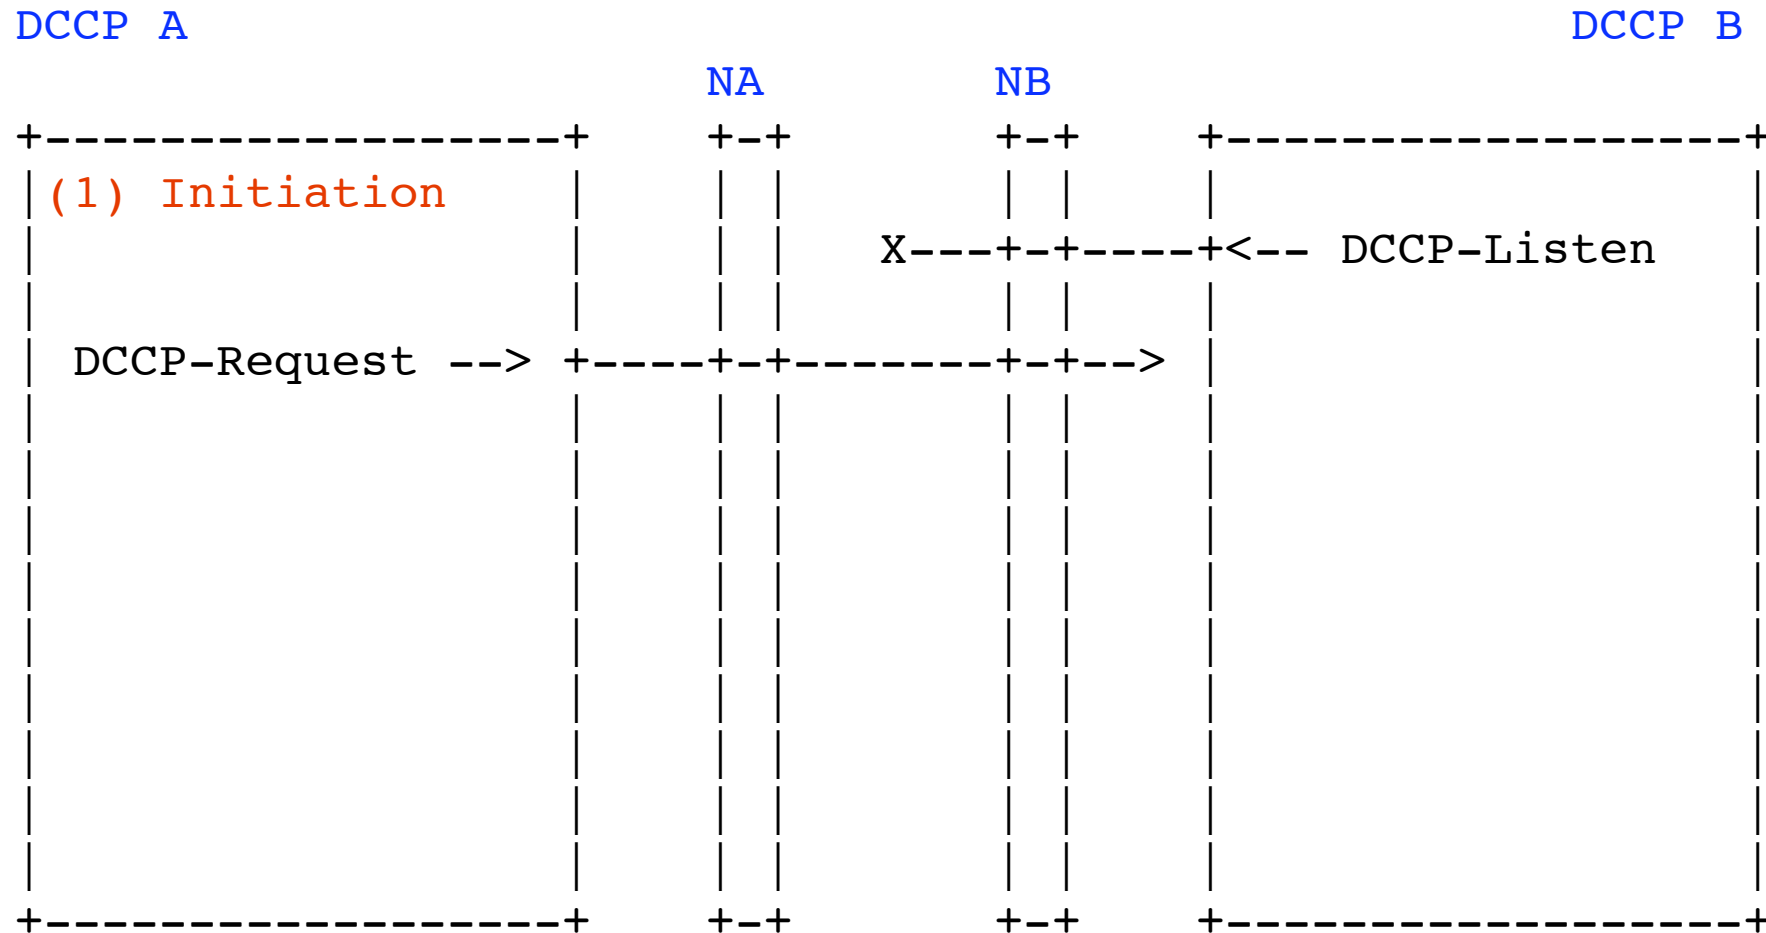 DCCP A                                                DCCP B
                        NA        NB
+------------------+    +-+       +-+    +------------------+
|(1) Initiation    |    | |       | |    |                  |
|                  |    | |   X---+-+----+<-- DCCP-Listen   |
|                  |    | |       | |    |                  |
| DCCP-Request --> +----+-+-------+-+--> |                  |
|                  |    | |       | |    |                  |
|                  |    | |       | |    |                  |
|                  |    | |       | |    |                  |
|                  |    | |       | |    |                  |
|                  |    | |       | |    |                  |
|                  |    | |       | |    |                  |
|                  |    | |       | |    |                  |
|                  |    | |       | |    |                  |
|                  |    | |       | |    |                  |
+------------------+    +-+       +-+    +------------------+